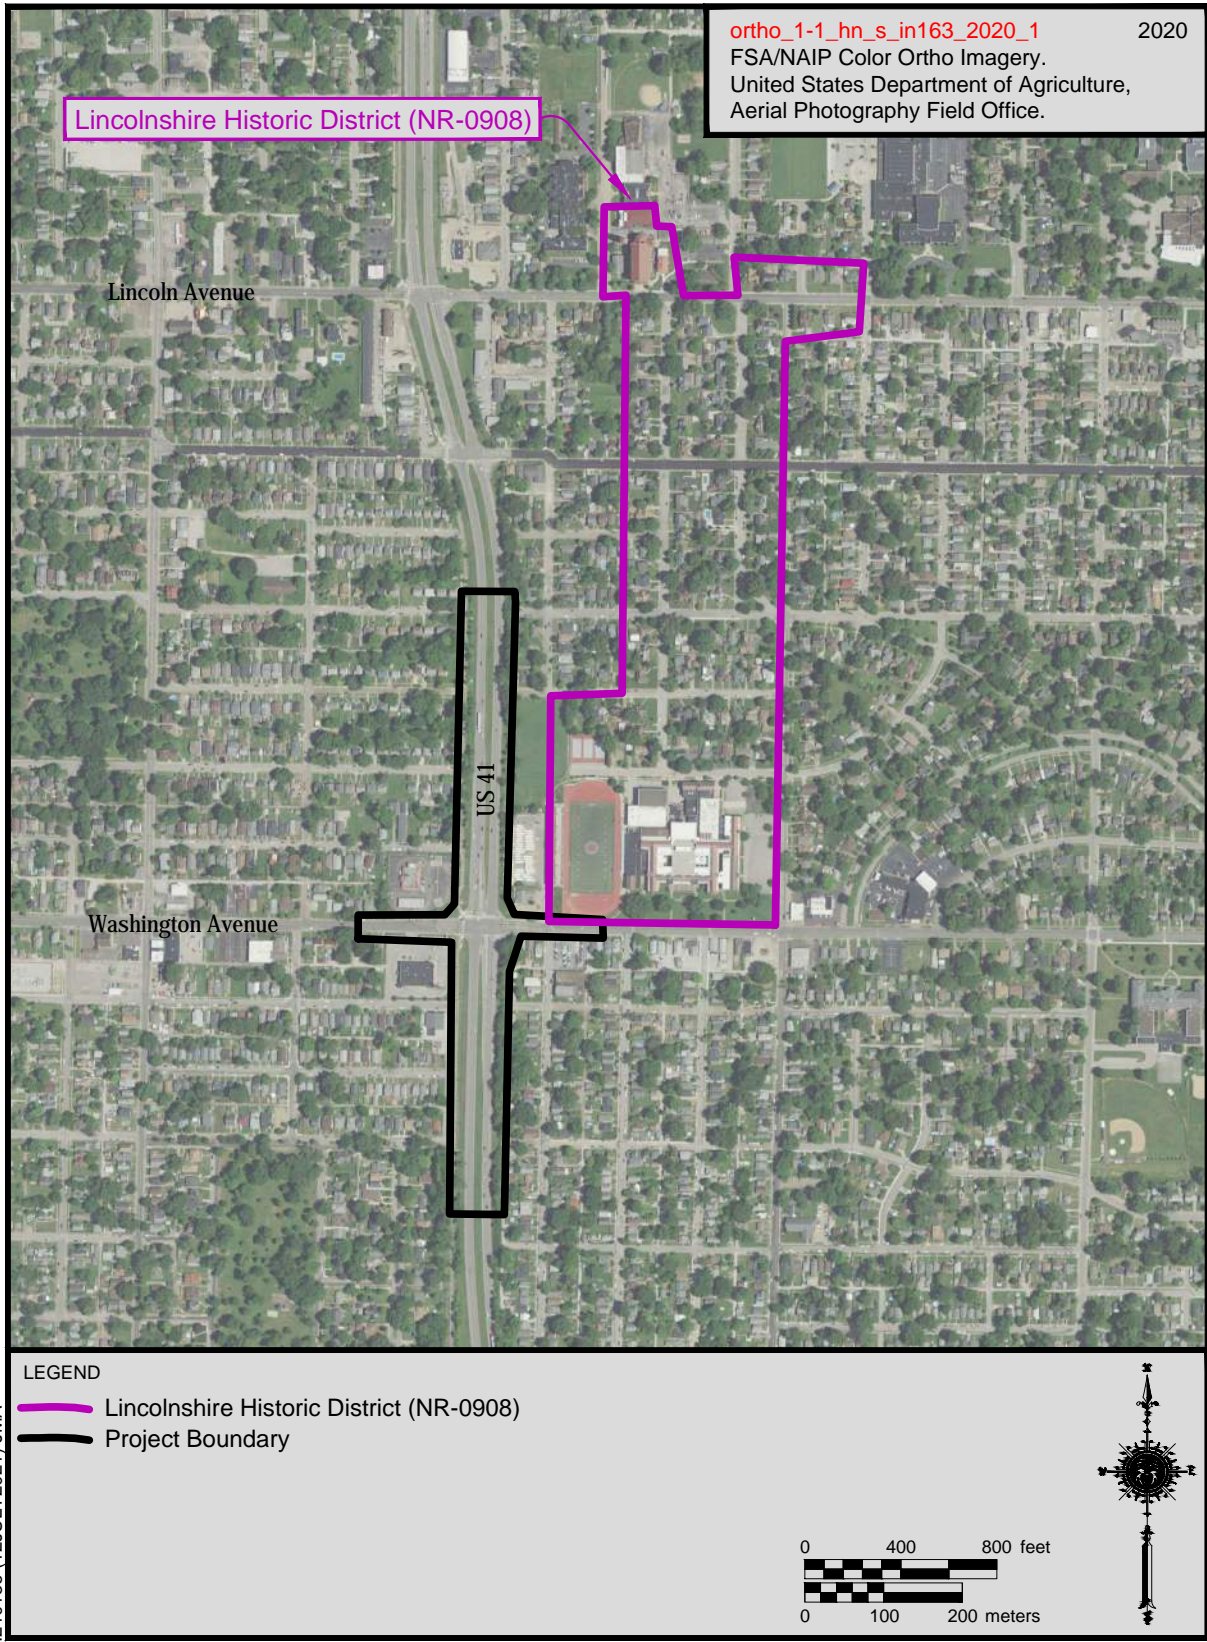 ortho_1-1_hn_s_in163_2020_1 2020
FSA/NAIP Color Ortho Imagery.
United States Department of Agriculture,
Aerial Photography Field Office.
Lincolnshire Historic District (NR-0908)
Lincoln Avenue
US 41
Washington Avenue
LEGEND
Lincolnshire Historic District (NR-0908)
Project Boundary
0 400 800 feet
0 100 200 meters